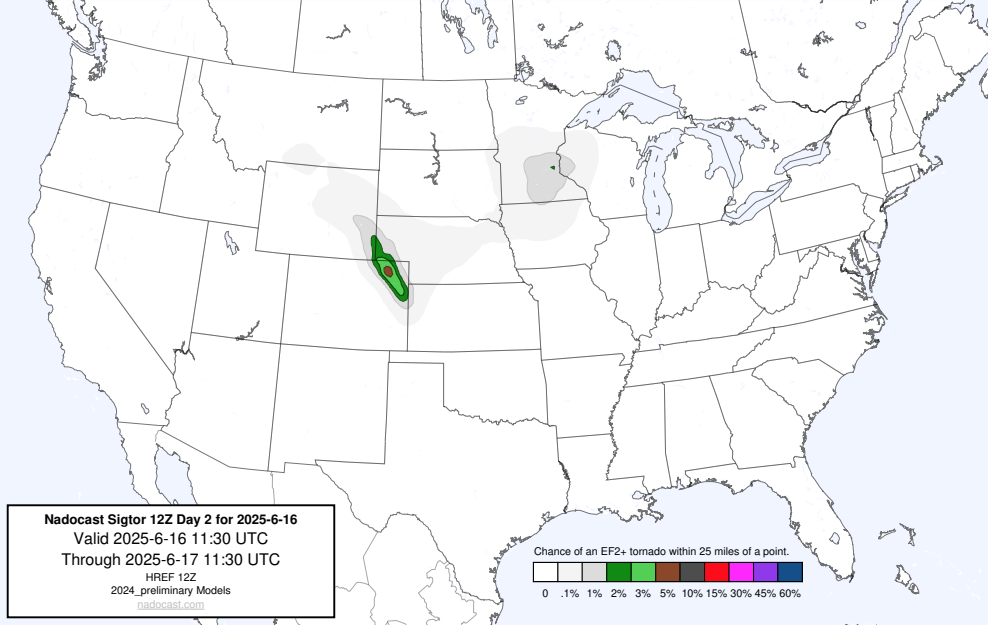 Nadocast Sigtor 12Z Day 2 for 2025-6-16
Valid 2025-6-16 11:30 UTC
Through 2025-6-17 11:30 UTC
HREF 12Z
2024_preliminary Models
nadocast.com
Chance of an EF2+ tornado within 25 miles of a point.
0 .1% 1% 2% 3% 5% 10% 15% 30% 45% 60%